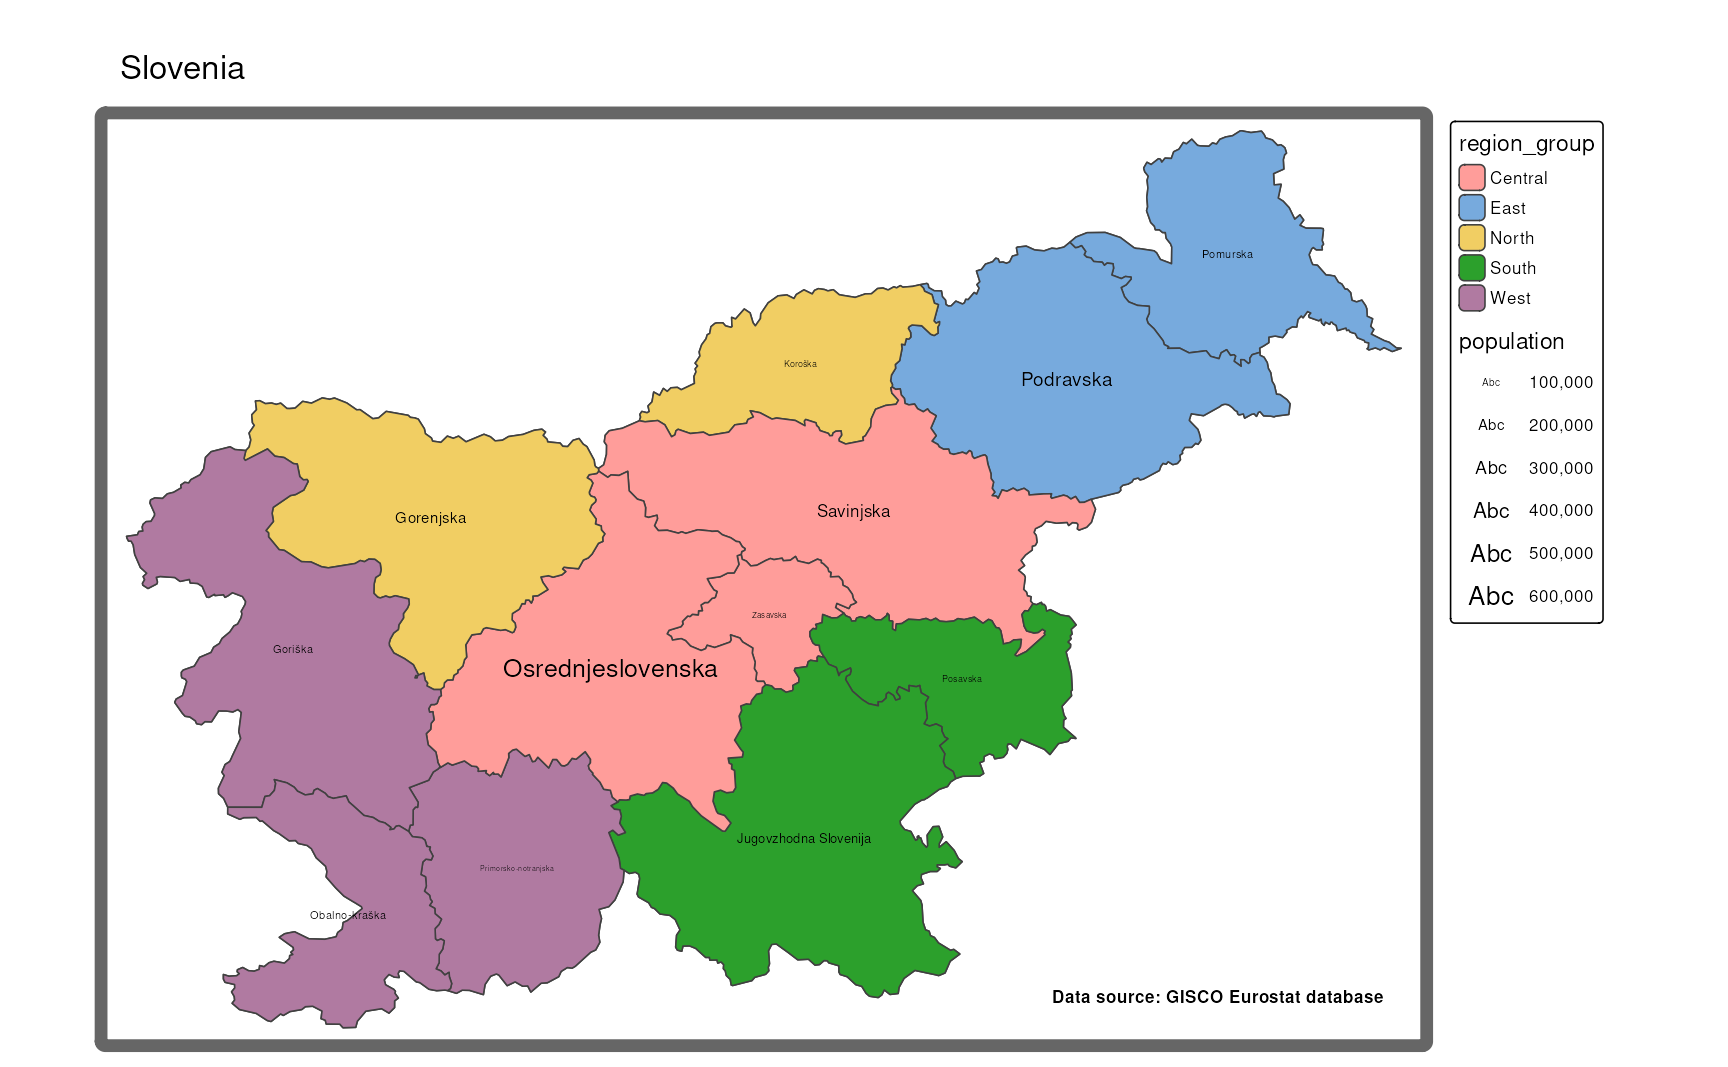 Slovenia
region_group
Central
East
North
South
West
population
Abc 100,000
Abc 200,000
Abc 300,000
Abc 400,000
Abc 500,000
Abc 600,000
Pomurska
Koroška
Podravska
Savinjska
Gorenjska
Zasavska
Goriška
Osrednjeslovenska
Posavska
Jugovzhodna Slovenija
Primorsko-notranjska
Obalno-kraška
Data source: GISCO Eurostat database